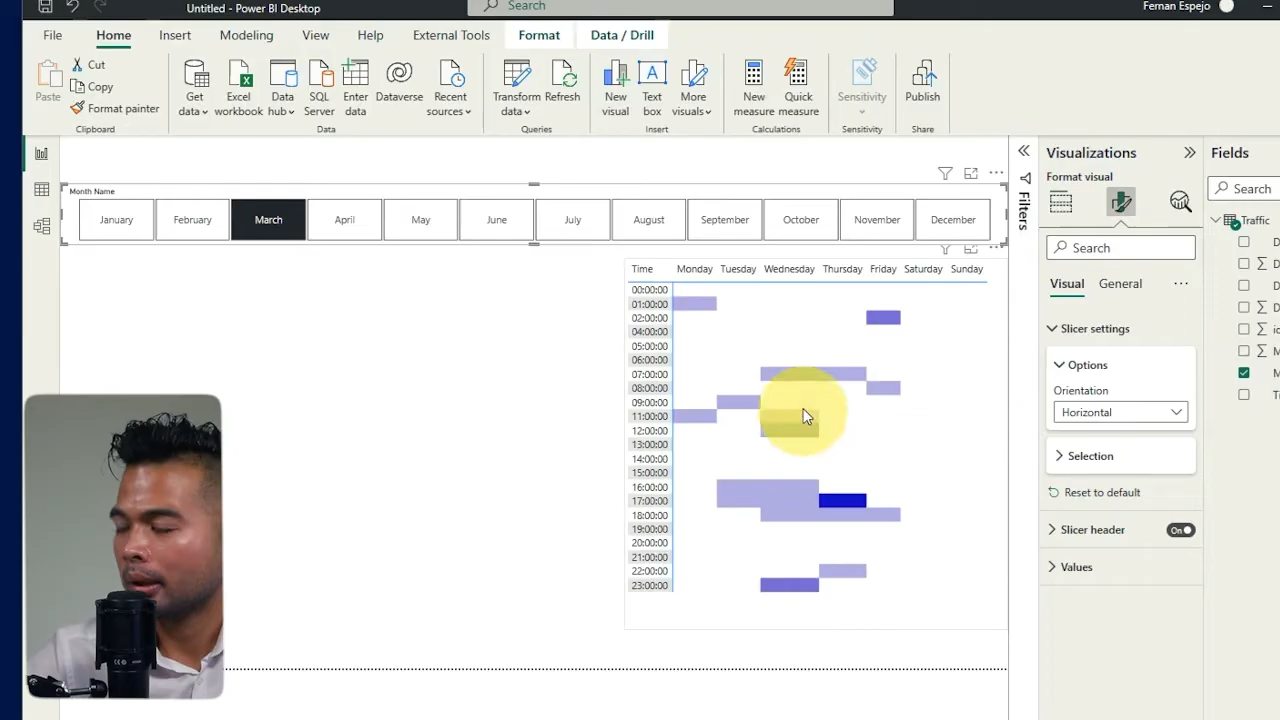 Untitled - Power BI Desktop
Search
Fernan Espejo
File Home Insert Modeling View Help External Tools Format Data / Drill
Paste
Cut
Copy
Format painter
Clipboard
Get data
Excel workbook
Data hub
SQL Server
Enter data
Dataverse
Recent sources
Data
Transform data
Refresh
Queries
New visual
Text box
More visuals
Insert
New measure
Quick measure
Calculations
Sensitivity
Sensitivity
Publish
Share
Month Name
January February March April May June July August September October November December
Time Monday Tuesday Wednesday Thursday Friday Saturday Sunday
00:00:00
01:00:00
02:00:00
04:00:00
05:00:00
06:00:00
07:00:00
08:00:00
09:00:00
11:00:00
12:00:00
13:00:00
14:00:00
15:00:00
16:00:00
17:00:00
18:00:00
19:00:00
20:00:00
21:00:00
22:00:00
23:00:00
Filters
Visualizations
Format visual
Search
Visual General
Slicer settings
Options
Orientation
Horizontal
Selection
Reset to default
Slicer header
On
Values
Fields
Search
Traffic
D
D
D
D
ic
M
M
Ti